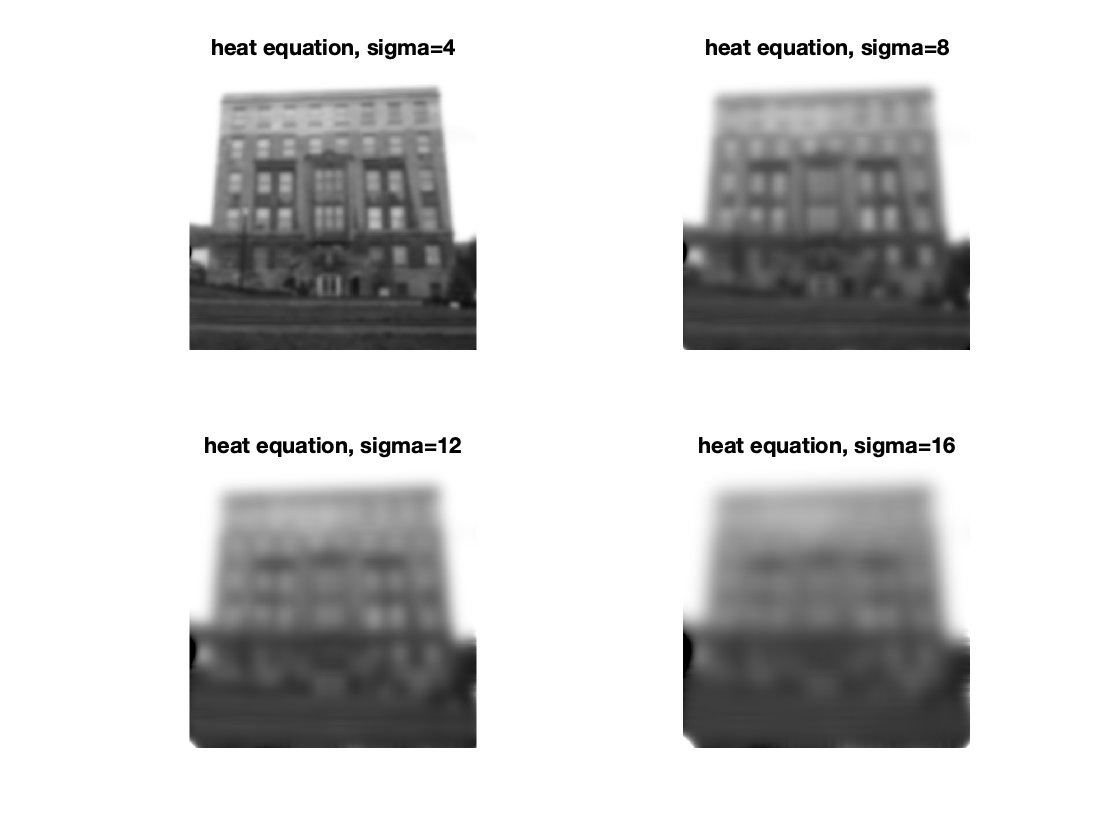 heat equation, sigma=4
heat equation, sigma=8
heat equation, sigma=12
heat equation, sigma=16